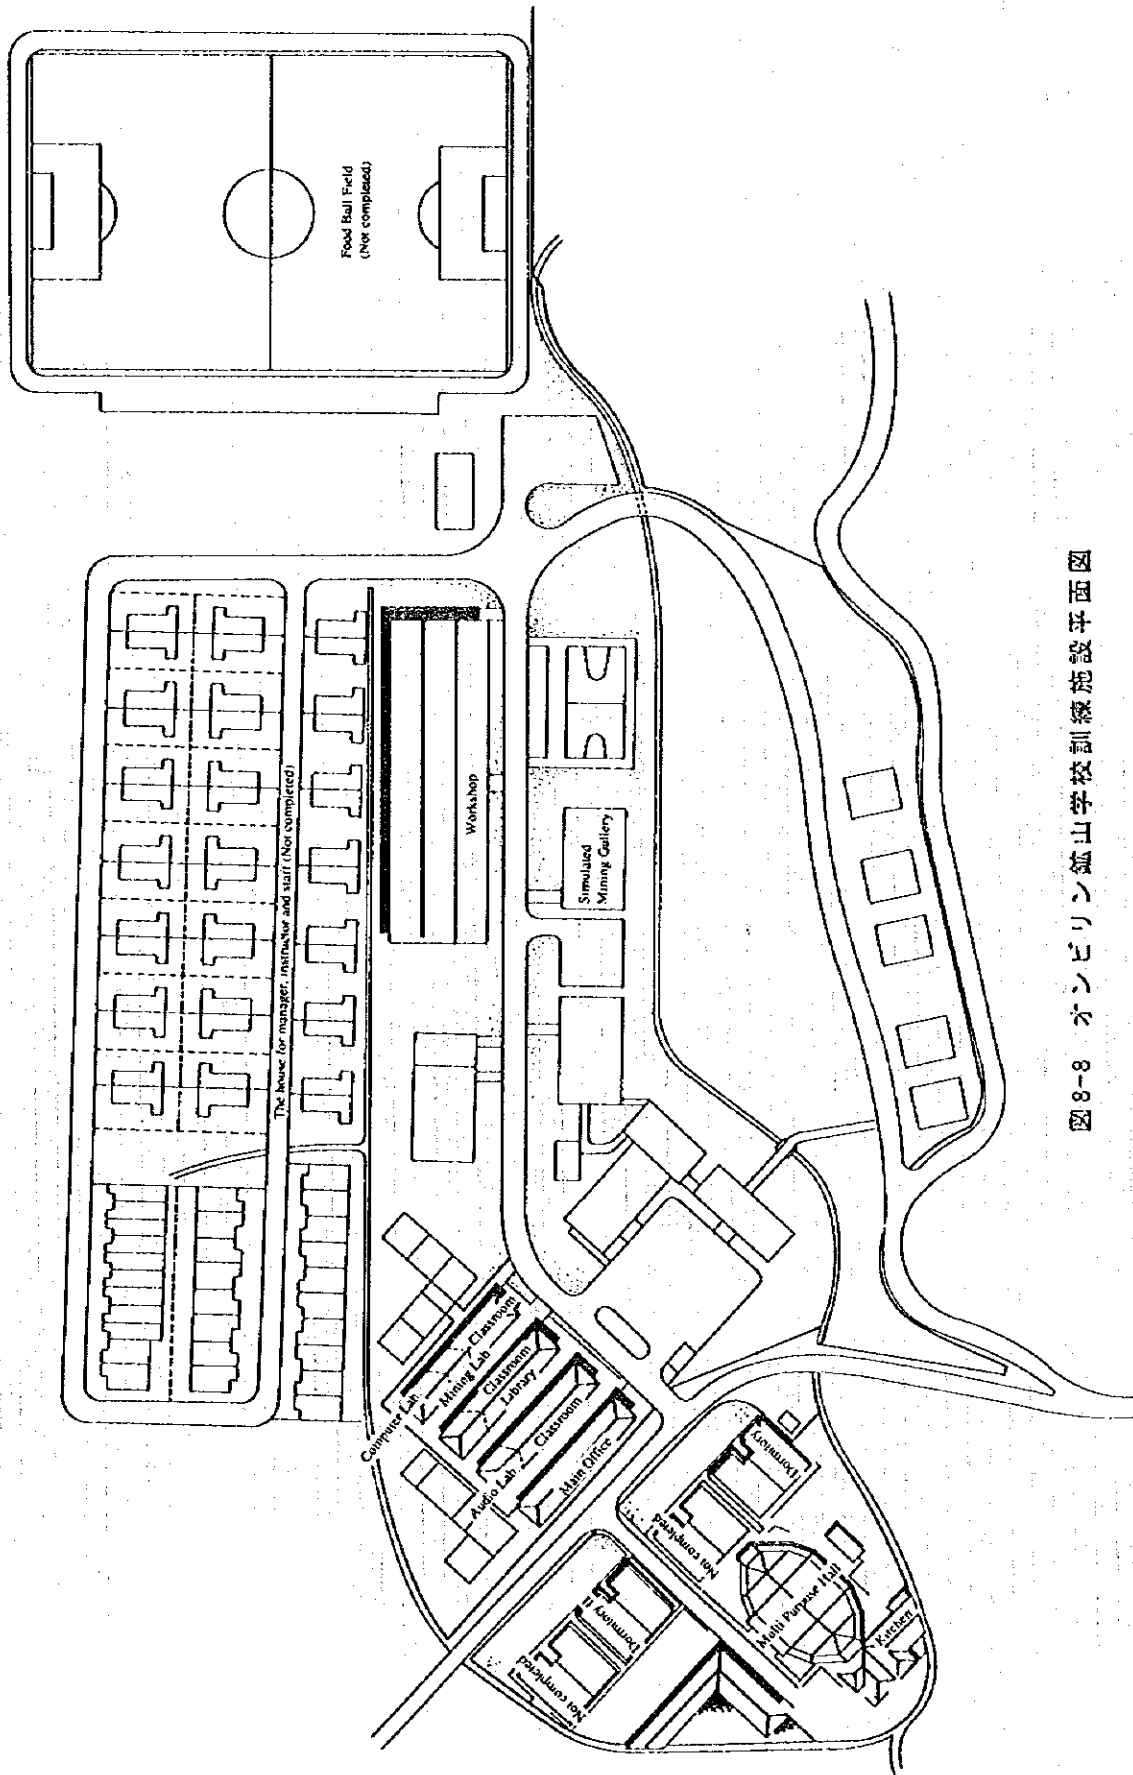 Food Ball Field
(Not completed)
The house for manager, instructor and staff (Not completed)
Workshop
Simulated
Mining Gallery
Computer Lab
Mining Lab
Classroom
Classroom
Library
Audio Lab
Classroom
Main Office
Dormitory
Not completed
Dormitory II
Not completed
Multi Purpose Hall
Kitchen
図8-8 オンビリン鉱山学校訓練施設平面図